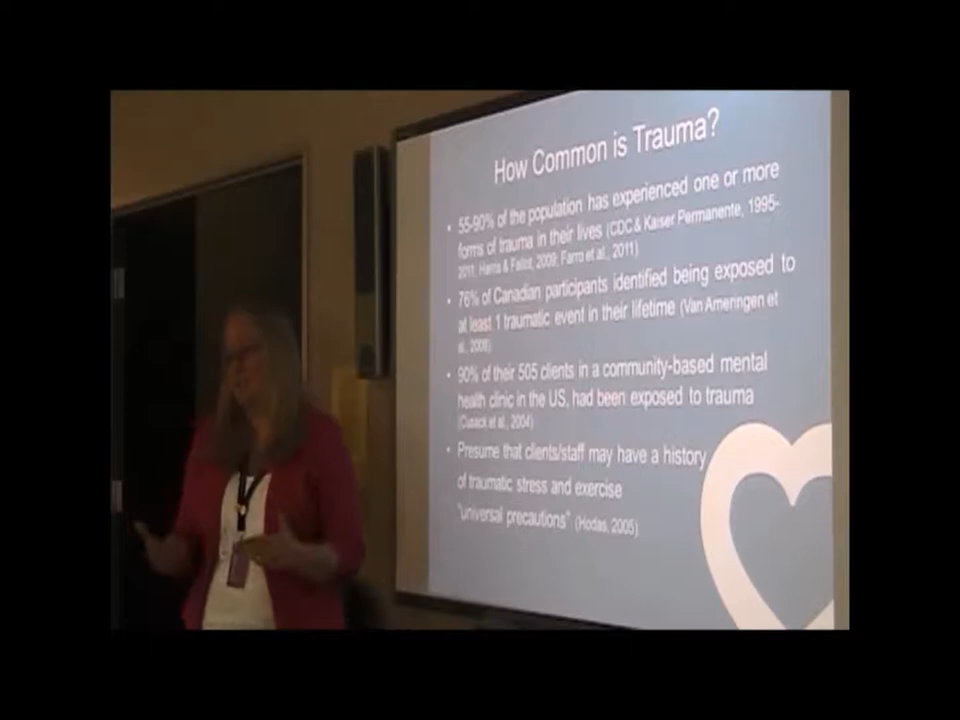 How Common is Trauma?
• 55-90% of the population has experienced one or more
forms of trauma in their lives (CDC & Kaiser Permanente, 1995-
2011; Harris & Fallot, 2009; Farro et al., 2011)
• 76% of Canadian participants identified being exposed to
at least 1 traumatic event in their lifetime (Van Ameringen et
al., 2008)
• 90% of their 505 clients in a community-based mental
health clinic in the US, had been exposed to trauma
(Cusack et al., 2004)
• Presume that clients/staff may have a history
of traumatic stress and exercise
"universal precautions" (Hodas, 2005)